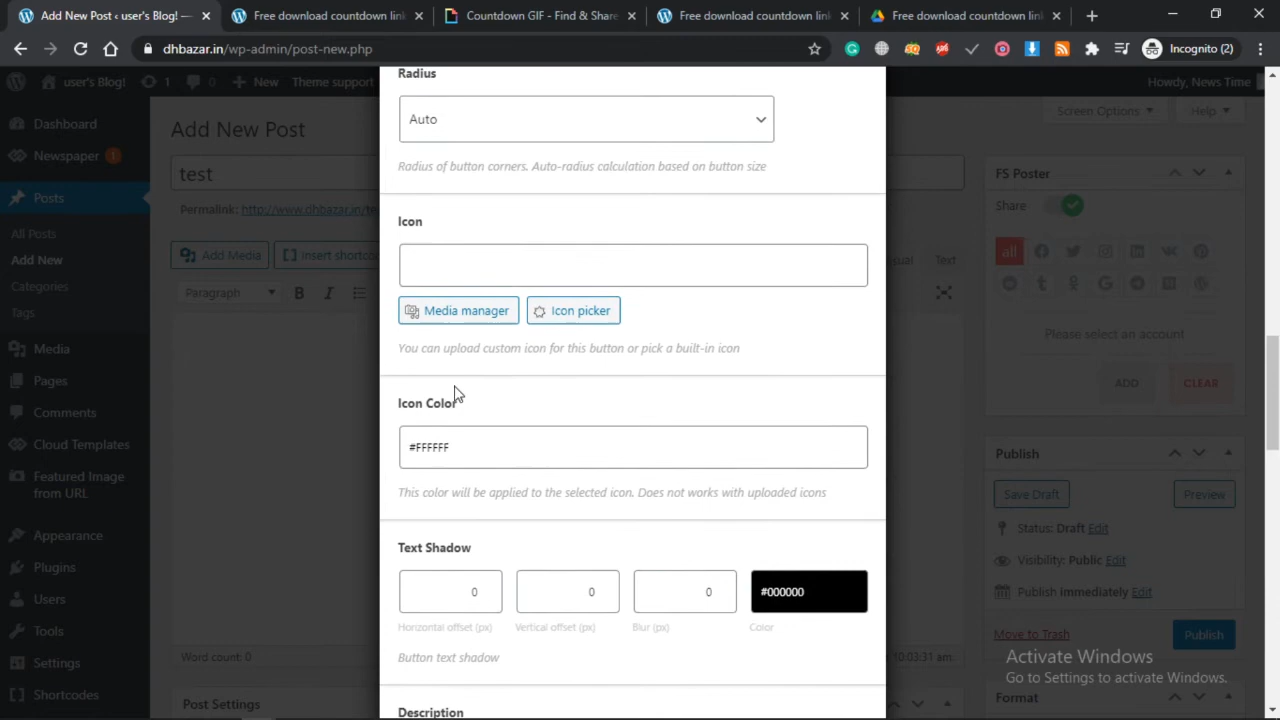 Add New Post ‹ user's Blog! —
Free download countdown lin
Countdown GIF - Find & Share
Free download countdown lin
Free download countdown lin
dhbazar.in/wp-admin/post-new.php
Incognito (2)
user's Blog!
1
0
New
Theme support
Howdy, News Time
Dashboard
Newspaper 1
Posts
All Posts
Add New
Categories
Tags
Media
Pages
Comments
Cloud Templates
Featured Image
from URL
Appearance
Plugins
Users
Tools
Settings
Shortcodes
Add New Post
test
Permalink: http://www.dhbazar.in/te
Add Media
Insert shortco
Paragraph
B
I
Word count: 0
Post Settings
Radius
Auto
Radius of button corners. Auto-radius calculation based on button size
Icon
Media manager
Icon picker
You can upload custom icon for this button or pick a built-in icon
Icon Color
#FFFFFF
This color will be applied to the selected icon. Does not works with uploaded icons
Text Shadow
0
0
0
#000000
Horizontal offset (px)
Vertical offset (px)
Blur (px)
Color
Button text shadow
Description
Text
10:03:31 am.
Screen Options
Help
FS Poster
Share
all
Please select an account
ADD
CLEAR
Publish
Save Draft
Preview
Status: Draft Edit
Visibility: Public Edit
Publish immediately Edit
Move to Trash
Publish
Activate Windows
Go to Settings to activate Windows.
Format